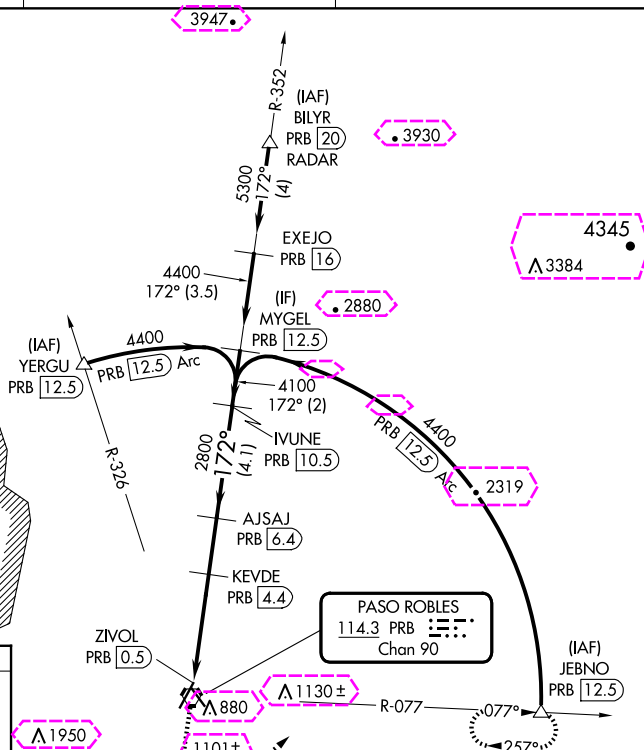 3947
R-352
(IAF)
BILYR
PRB 20
RADAR
3930
5300
172°
(4)
4345
3384
EXEJO
PRB 16
4400
172° (3.5)
(IF)
MYGEL
PRB 12.5
2880
(IAF)
YERGU
PRB 12.5
4400
PRB 12.5 Arc
4100
172° (2)
4400
PRB 12.5 Arc
R-326
2800
172°
(4.1)
IVUNE
PRB 10.5
2319
AJSAJ
PRB 6.4
KEVDE
PRB 4.4
PASO ROBLES
114.3 PRB
Chan 90
ZIVOL
PRB 0.5
(IAF)
JEBNO
PRB 12.5
1130 ±
880
R-077
077°
257°
1950
1101±